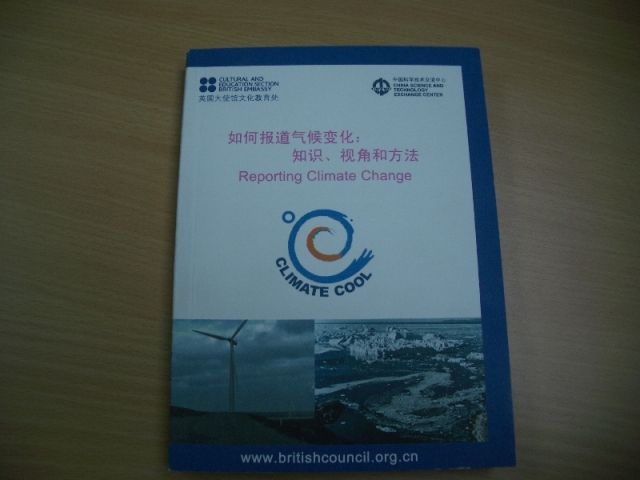 CULTURAL AND
EDUCATION SECTION
BRITISH EMBASSY
英国大使馆文化教育处
中国科学技术交流中心
CHINA SCIENCE AND
TECHNOLOGY
EXCHANGE CENTER
如何报道气候变化：
知识、视角和方法
Reporting Climate Change
CLIMATE COOL
www.britishcouncil.org.cn